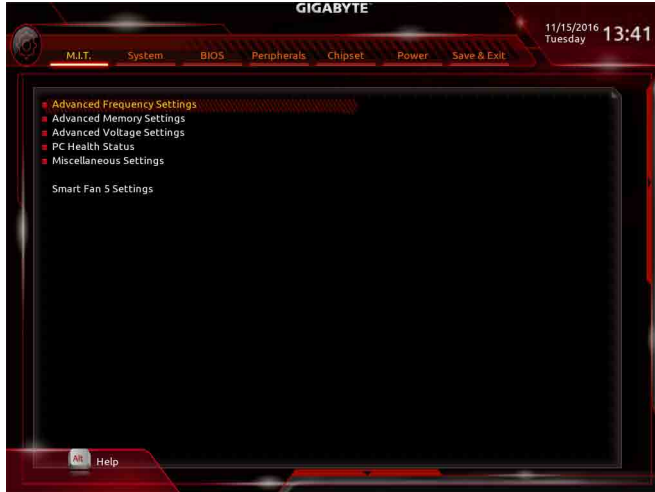 GIGABYTE
11/15/2016 13:41
Tuesday
M.I.T. System BIOS Peripherals Chipset Power Save & Exit
Advanced Frequency Settings
Advanced Memory Settings
Advanced Voltage Settings
PC Health Status
Miscellaneous Settings
Smart Fan 5 Settings
Alt Help